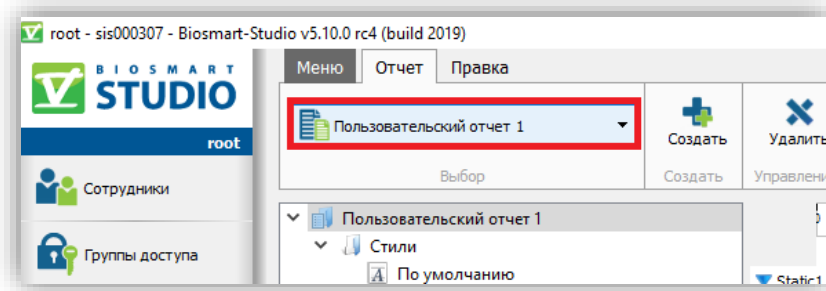 root - sis000307 - Biosmart-Studio v5.10.0 rc4 (build 2019)
BIOSMART
STUDIO
root
Сотрудники
Группы доступа
Меню Отчет Правка
Пользовательский отчет 1
Создать
Удалить
Выбор
Создать
Управлени
Пользовательский отчет 1
Стили
По умолчанию
Static1